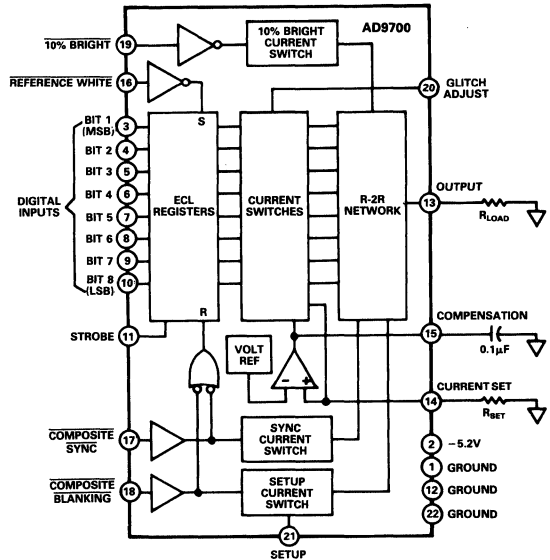 AD9700
10% BRIGHT
19
10% BRIGHT
CURRENT
SWITCH
REFERENCE WHITE
16
20
GLITCH
ADJUST
S
DIGITAL
INPUTS
BIT 1
(MSB)
3
BIT 2
4
BIT 3
5
BIT 4
6
BIT 5
7
BIT 6
8
BIT 7
9
BIT 8
(LSB)
10
ECL
REGISTERS
CURRENT
SWITCHES
R-2R
NETWORK
OUTPUT
13
RLOAD
R
STROBE
11
VOLT
REF
- +
COMPENSATION
15
0.1µF
CURRENT SET
14
RSET
COMPOSITE
SYNC
17
SYNC
CURRENT
SWITCH
COMPOSITE
BLANKING
18
SETUP
CURRENT
SWITCH
2 -5.2V
1 GROUND
12 GROUND
22 GROUND
21
SETUP